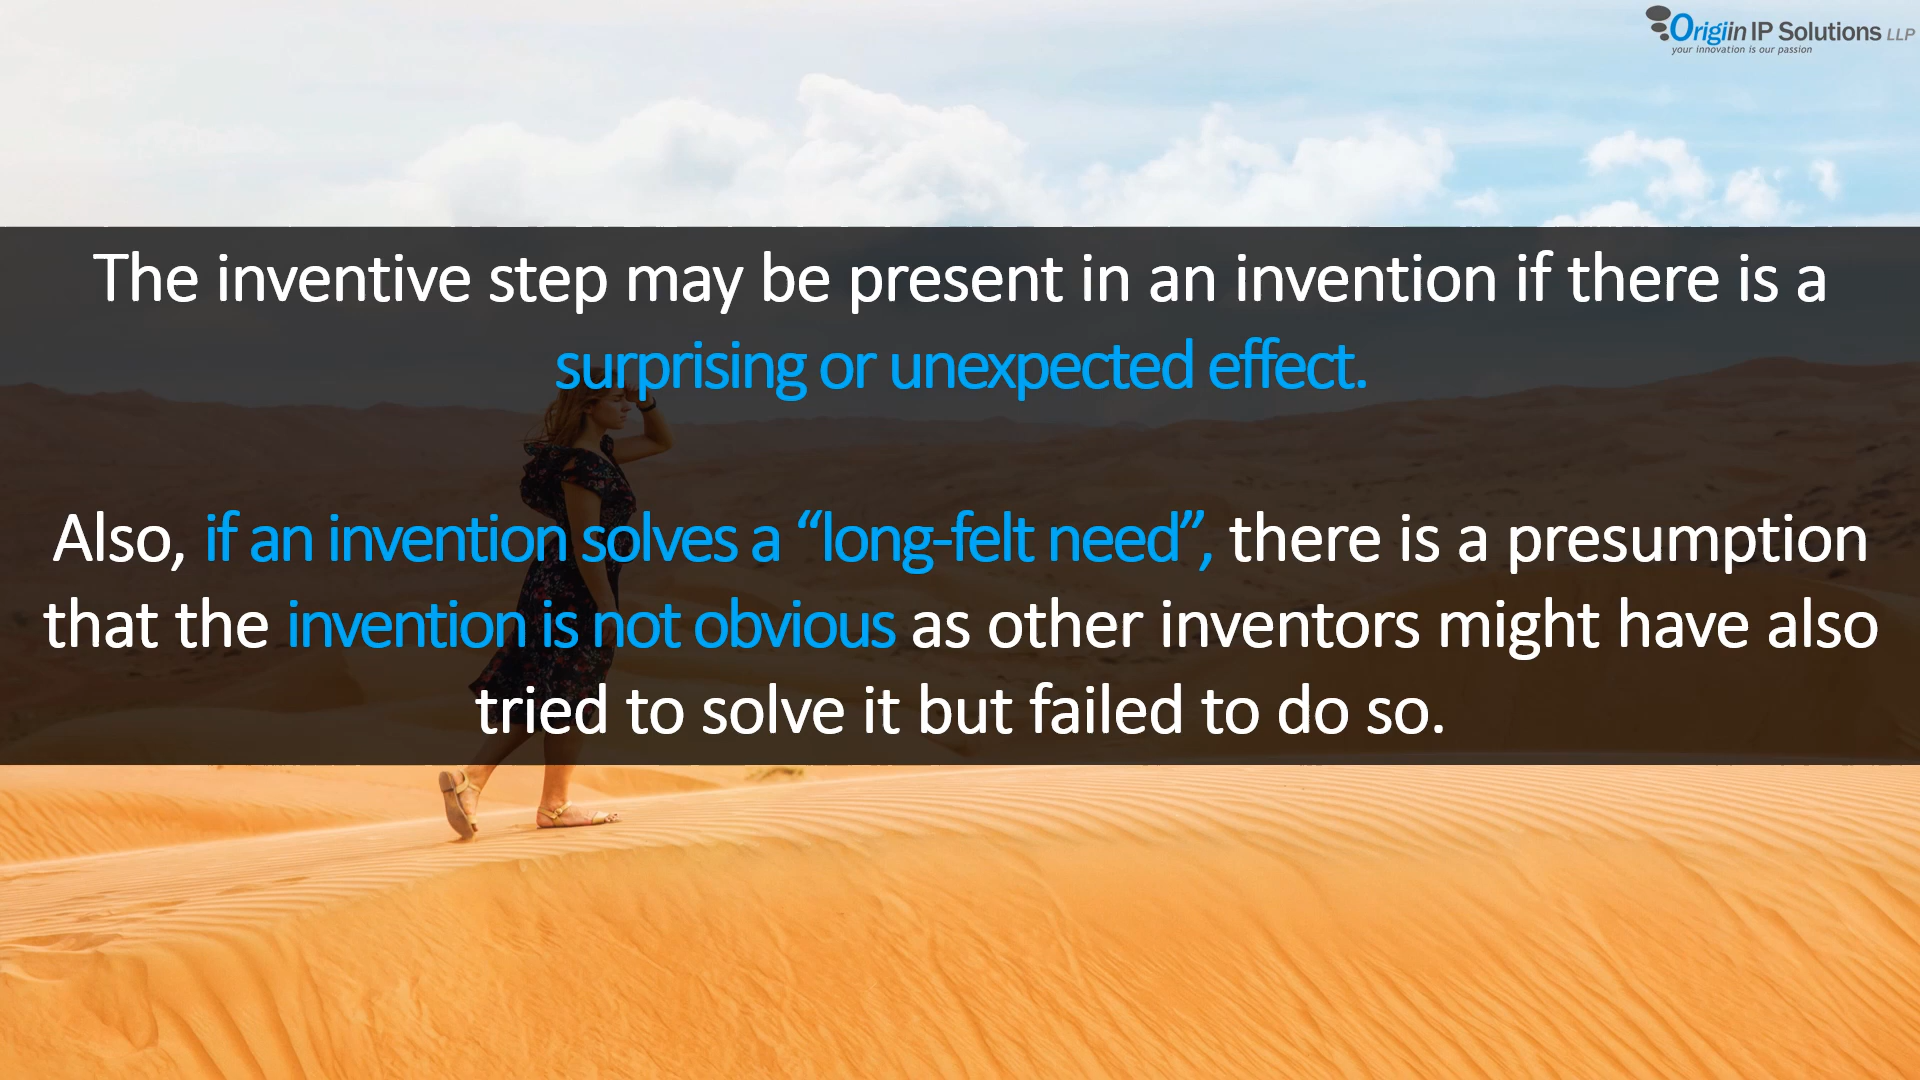 Origiin IP Solutions LLP
your innovation is our passion
The inventive step may be present in an invention if there is a
surprising or unexpected effect.
Also, if an invention solves a “long-felt need”, there is a presumption
that the invention is not obvious as other inventors might have also
tried to solve it but failed to do so.